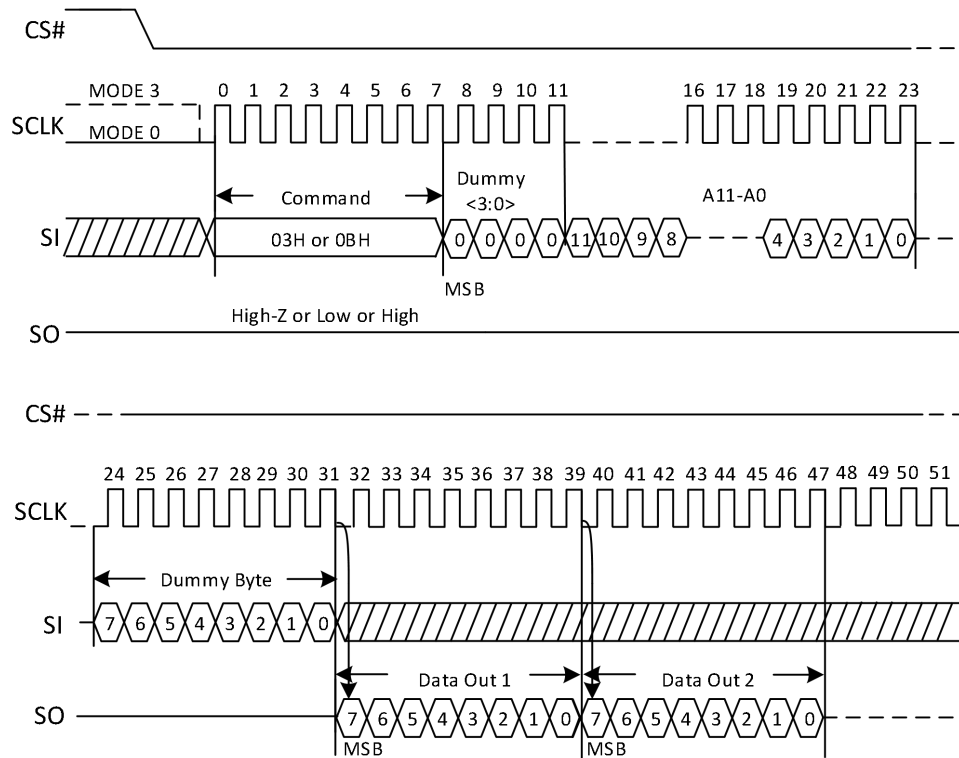 CS#
MODE 3
MODE 0
SCLK
0 1 2 3 4 5 6 7 8 9 10 11 16 17 18 19 20 21 22 23
Command
Dummy
<3:0>
A11-A0
SI
03H or 0BH
0 0 0 0 11 10 9 8 4 3 2 1 0
MSB
High-Z or Low or High
SO
CS#
24 25 26 27 28 29 30 31 32 33 34 35 36 37 38 39 40 41 42 43 44 45 46 47 48 49 50 51
SCLK
Dummy Byte
SI
7 6 5 4 3 2 1 0
Data Out 1 Data Out 2
SO
7 6 5 4 3 2 1 0 7 6 5 4 3 2 1 0
MSB MSB